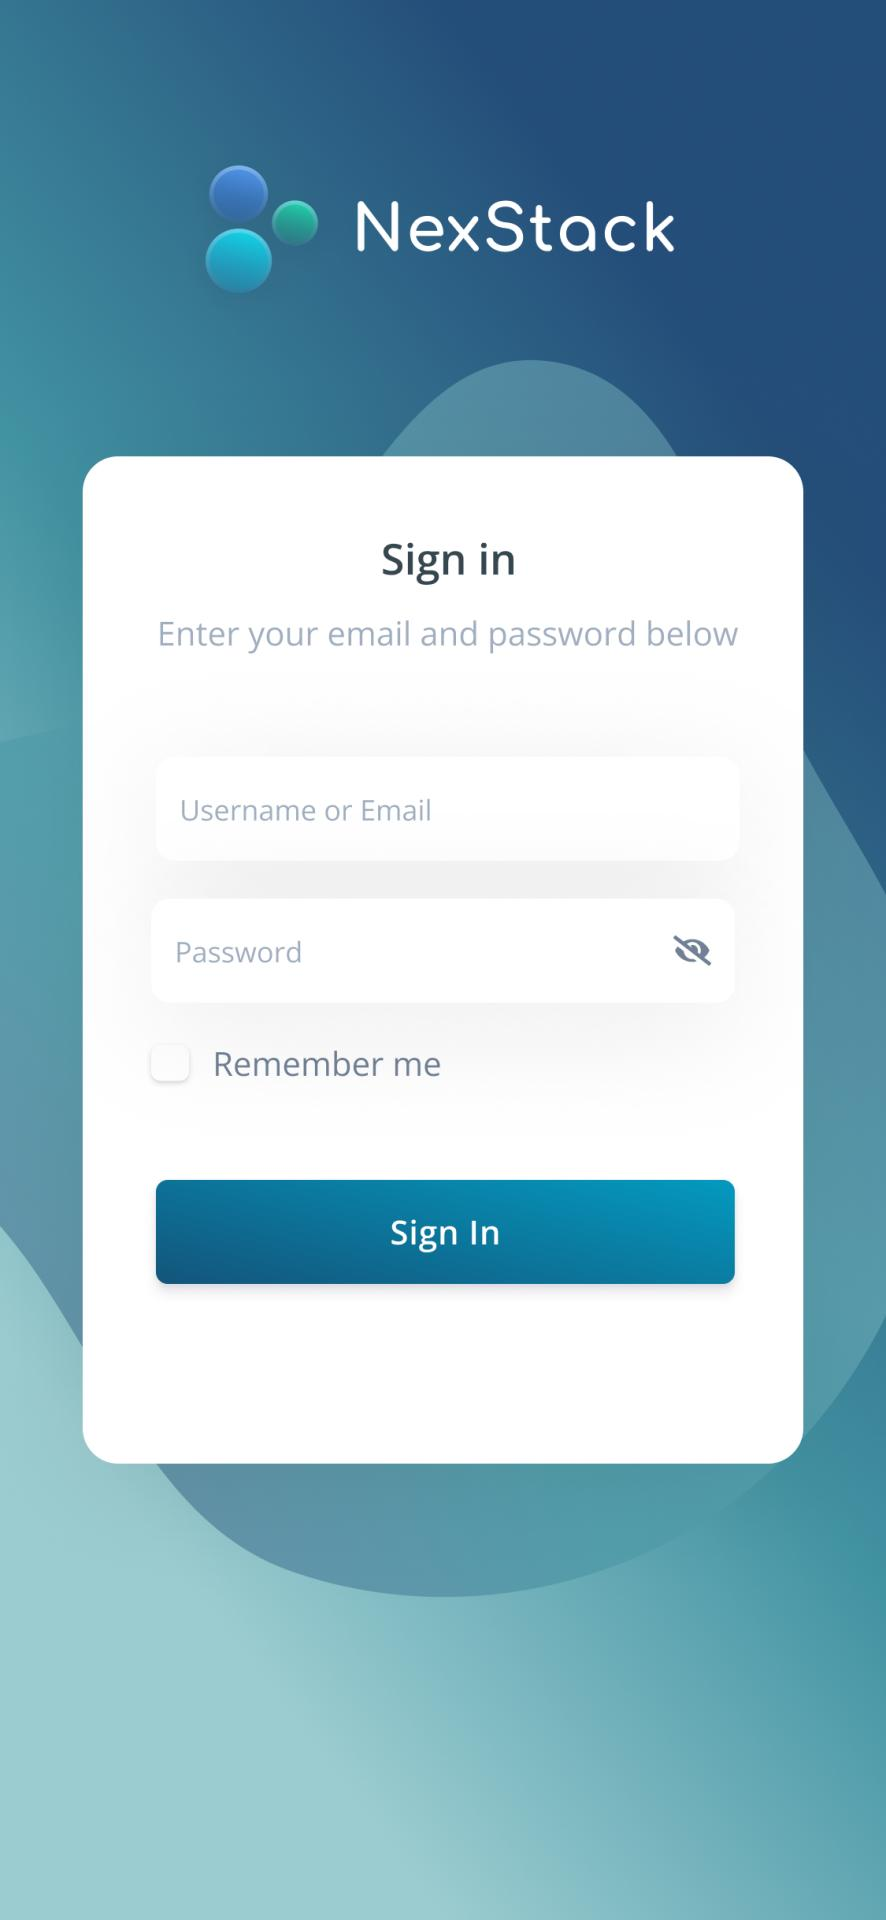 NexStack
Sign in
Enter your email and password below
Username or Email
Password
Remember me
Sign In